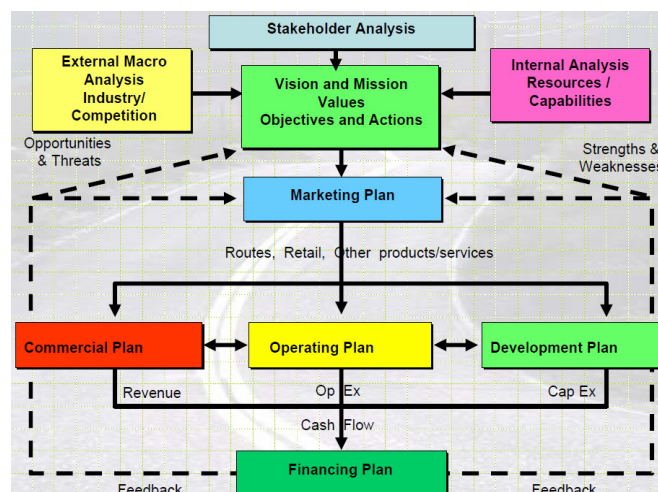 Stakeholder Analysis
External Macro
Analysis
Industry/
Competition
Vision and Mission
Values
Objectives and Actions
Internal Analysis
Resources /
Capabilities
Opportunities
& Threats
Strengths &
Weaknesses
Marketing Plan
Routes, Retail, Other products/services
Commercial Plan
Operating Plan
Development Plan
Revenue
Op Ex
Cap Ex
Cash Flow
Financing Plan
Feedback
Feedback